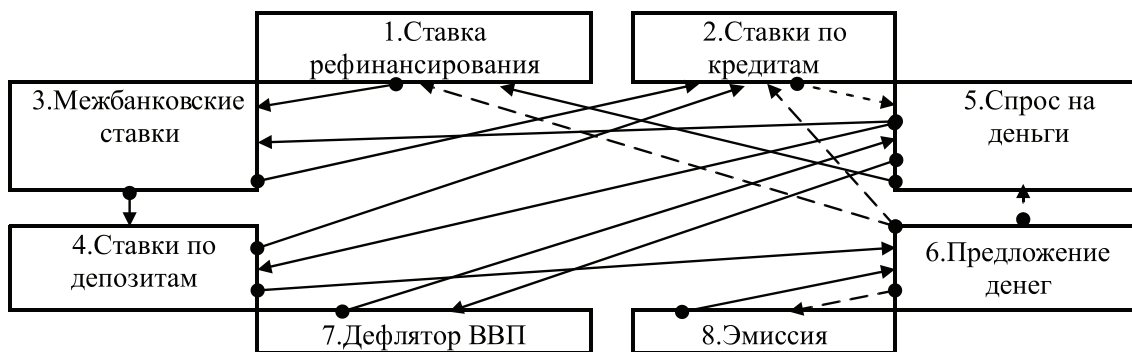 1.Ставка
рефинансирования
2.Ставки по
кредитам
3.Межбанковские
ставки
5.Спрос на
деньги
4.Ставки по
депозитам
6.Предложение
денег
7.Дефлятор ВВП
8.Эмиссия